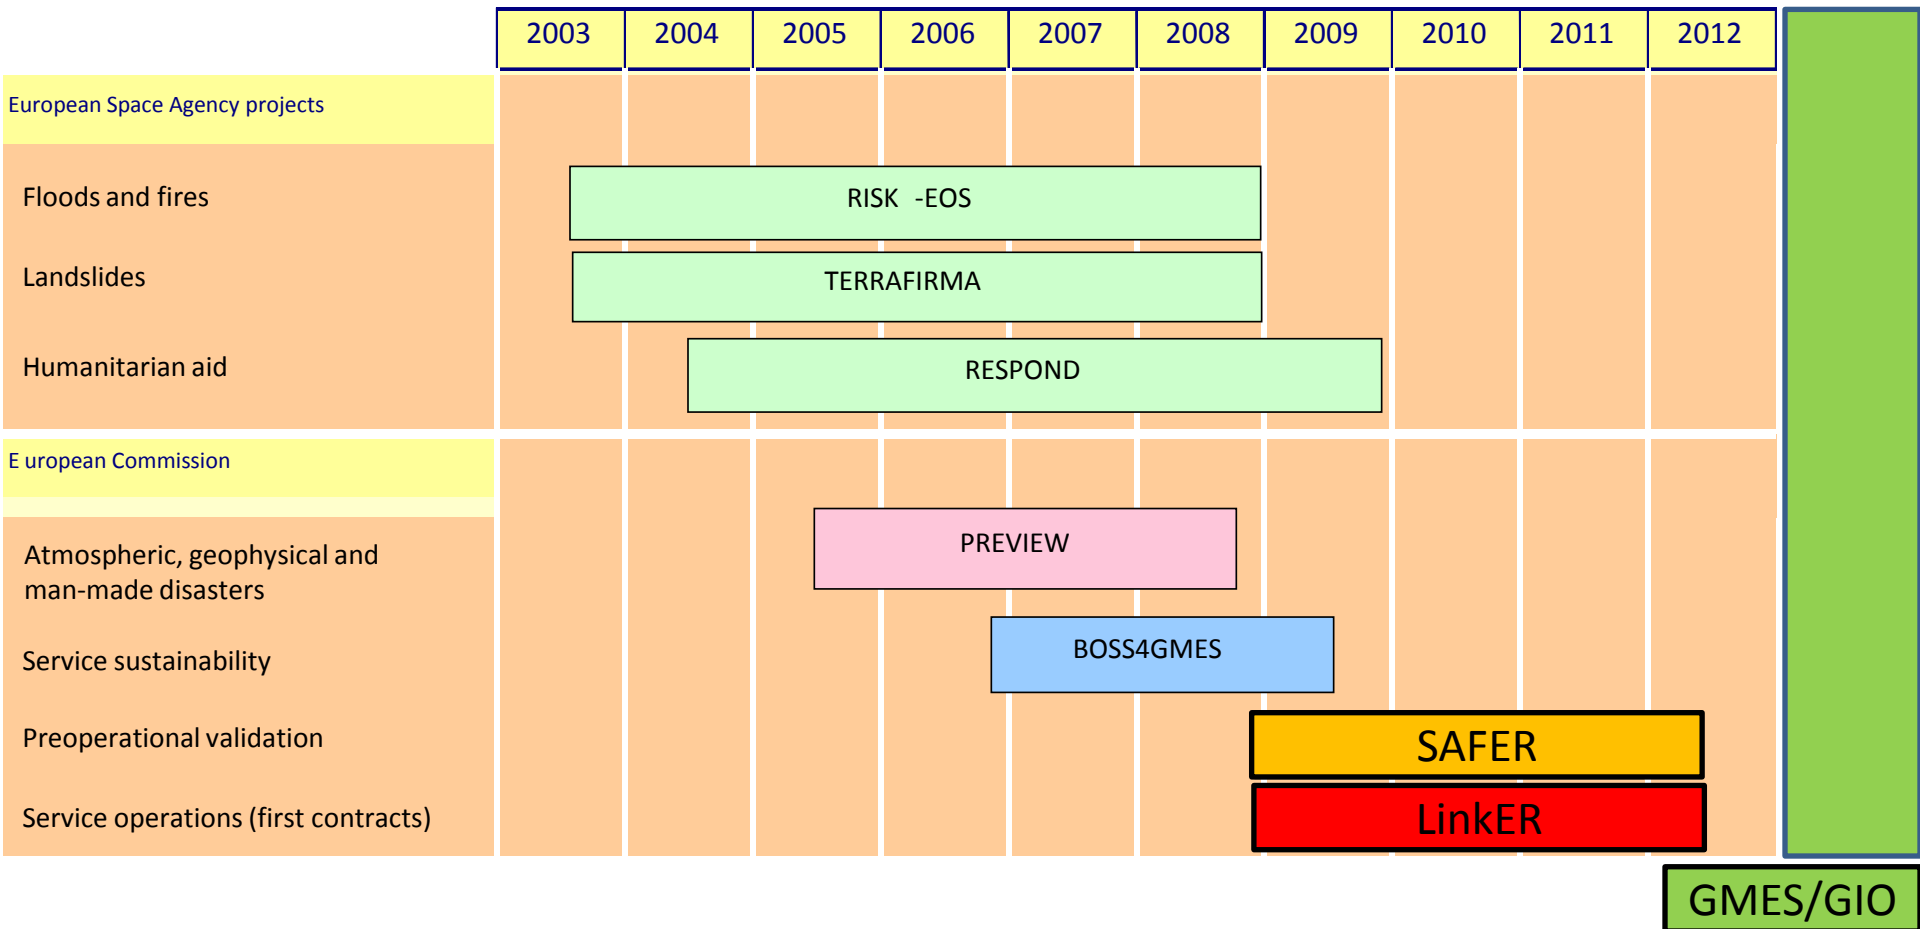 2003 2004 2005 2006 2007 2008 2009 2010 2011 2012
European Space Agency projects
Floods and fires
RISK -EOS
Landslides
TERRAFIRMA
Humanitarian aid
RESPOND
E uropean Commission
Atmospheric, geophysical and
man-made disasters
PREVIEW
Service sustainability
BOSS4GMES
Preoperational validation
SAFER
Service operations (first contracts)
LinkER
GMES/GIO